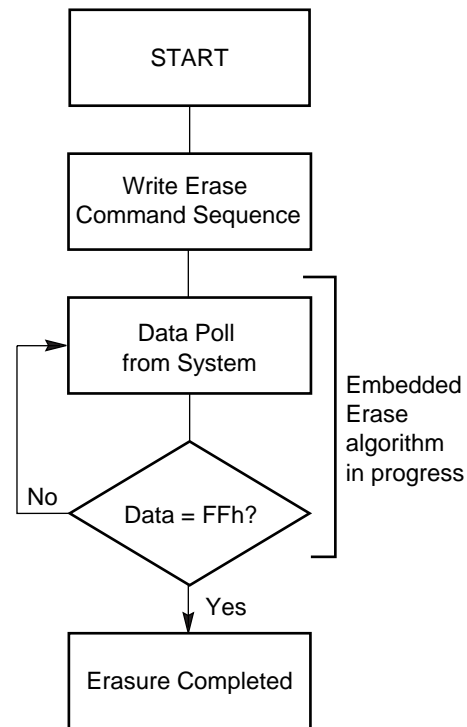 START
Write Erase
Command Sequence
Data Poll
from System
Embedded
Erase
algorithm
in progress
No
Data = FFh?
Yes
Erasure Completed